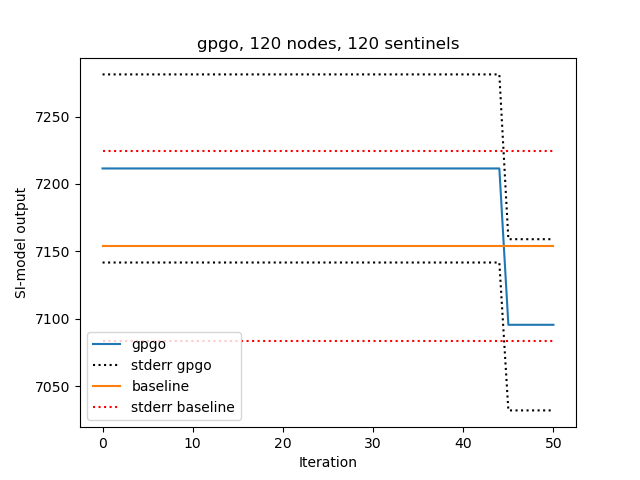 gpgo, 120 nodes, 120 sentinels
SI-model output
7250
7200
7150
7100
7050
gpgo
stderr gpgo
baseline
stderr baseline
0 10 20 30 40 50
Iteration